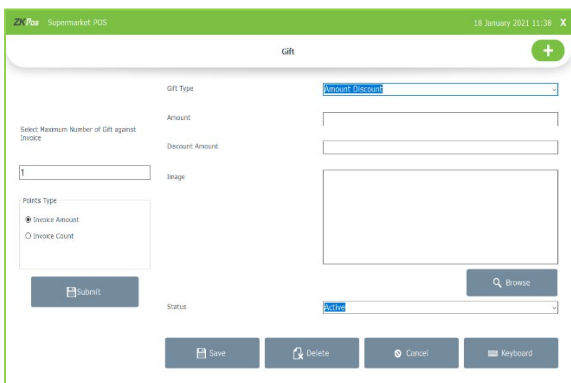 ZKPos Supermarket POS 18 January 2021 11:38 X
Gift
+
Gift Type Amount Discount
Amount
Select Maximum Number of Gift against
Invoice
Discount Amount
1
Image
Points Type
Invoice Amount
Invoice Count
Browse
Submit
Status Active
Save Delete Cancel Keyboard